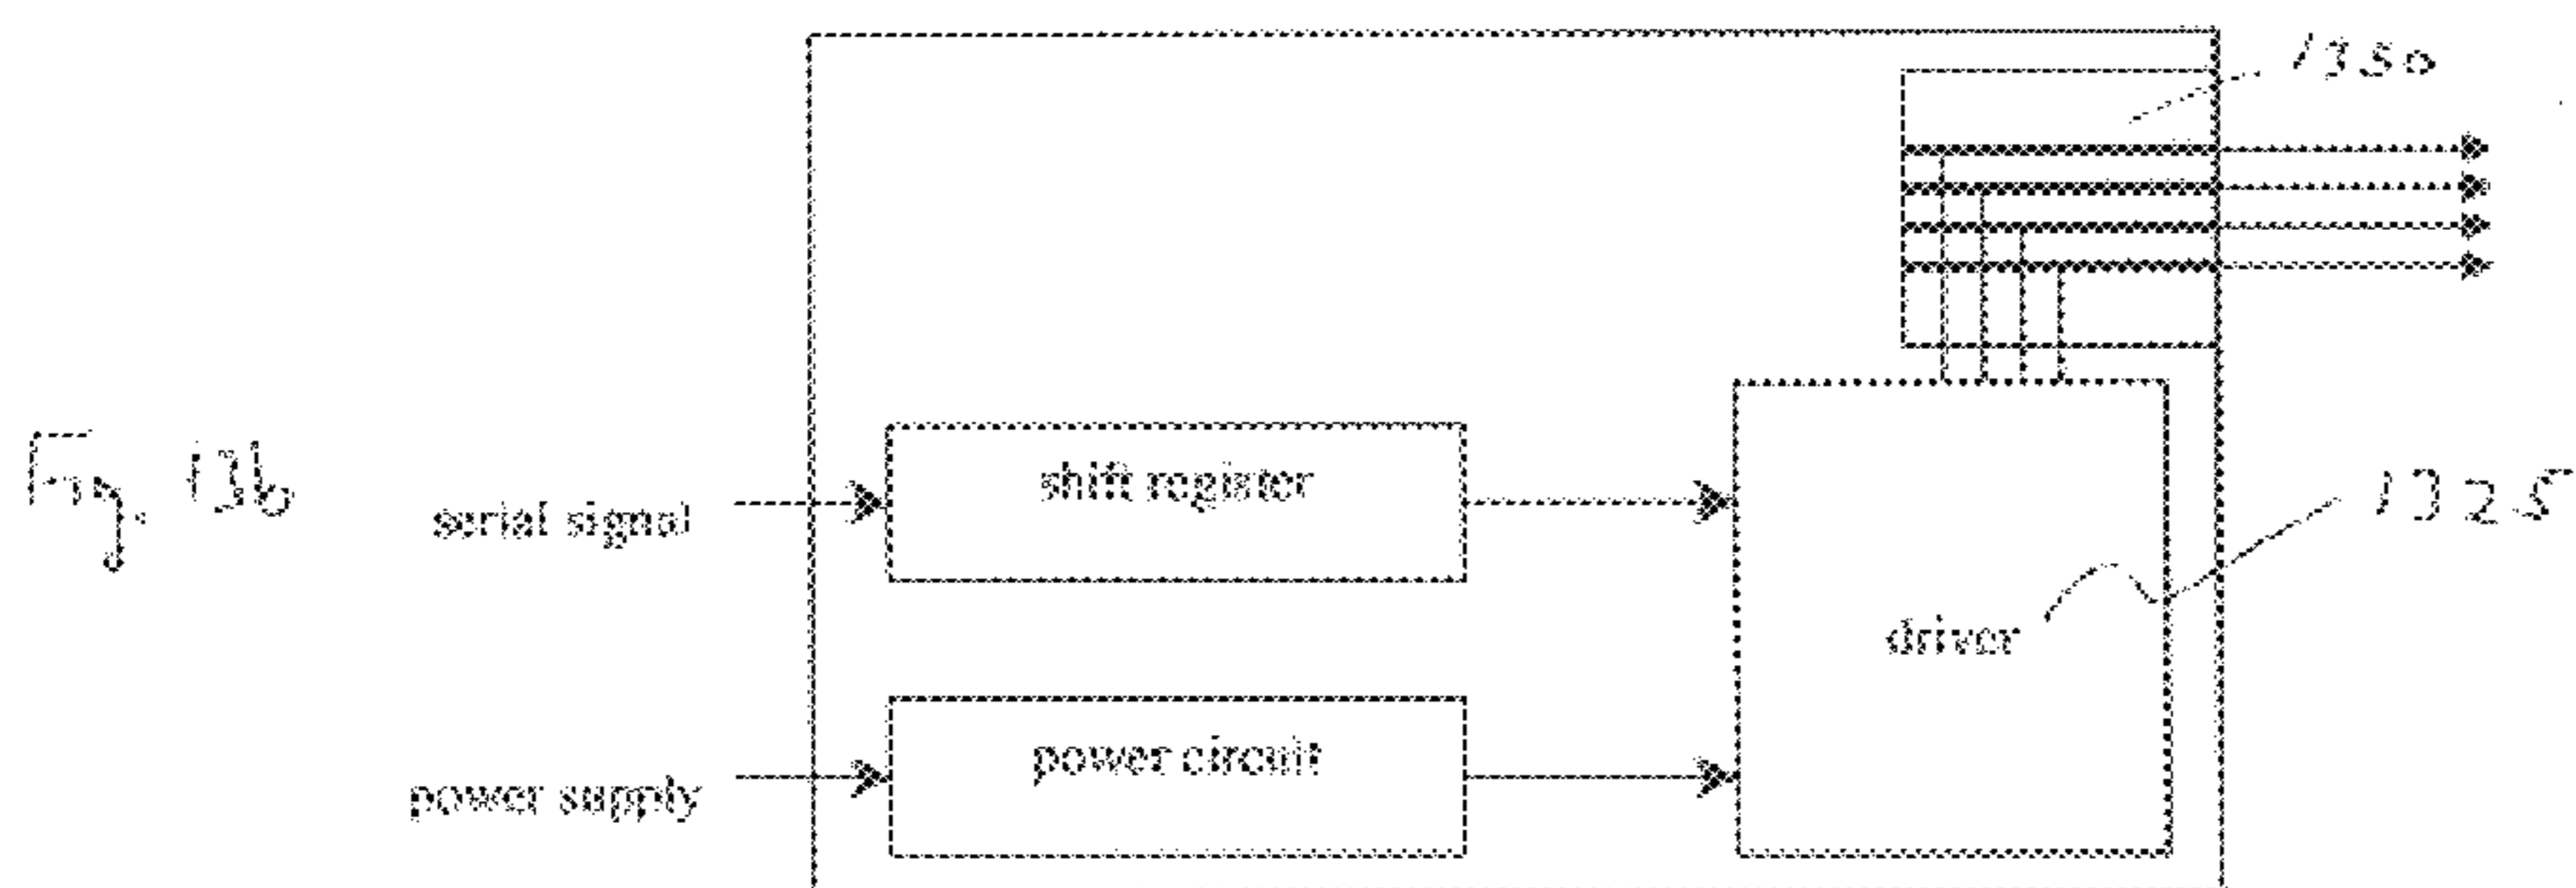 1350
Fig. 13b
shift register
serial signal
1325
driver
power circuit
power supply